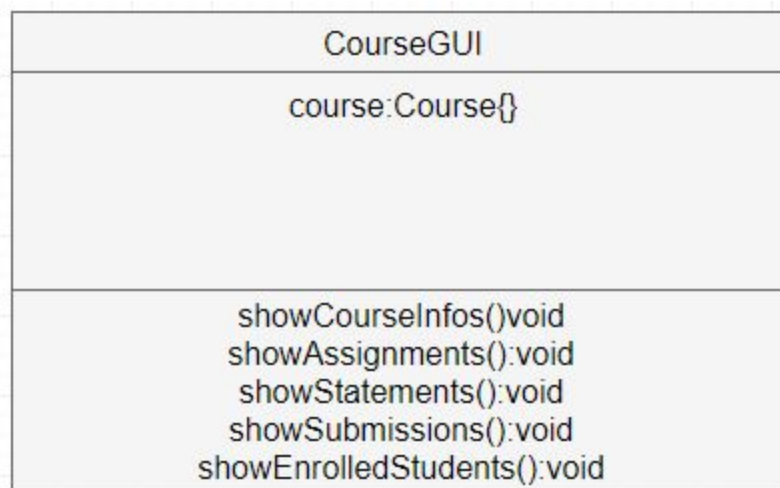 CourseGUI
course:Course{}
showCourseInfos()void
showAssignments():void
showStatements():void
showSubmissions():void
showEnrolledStudents():void